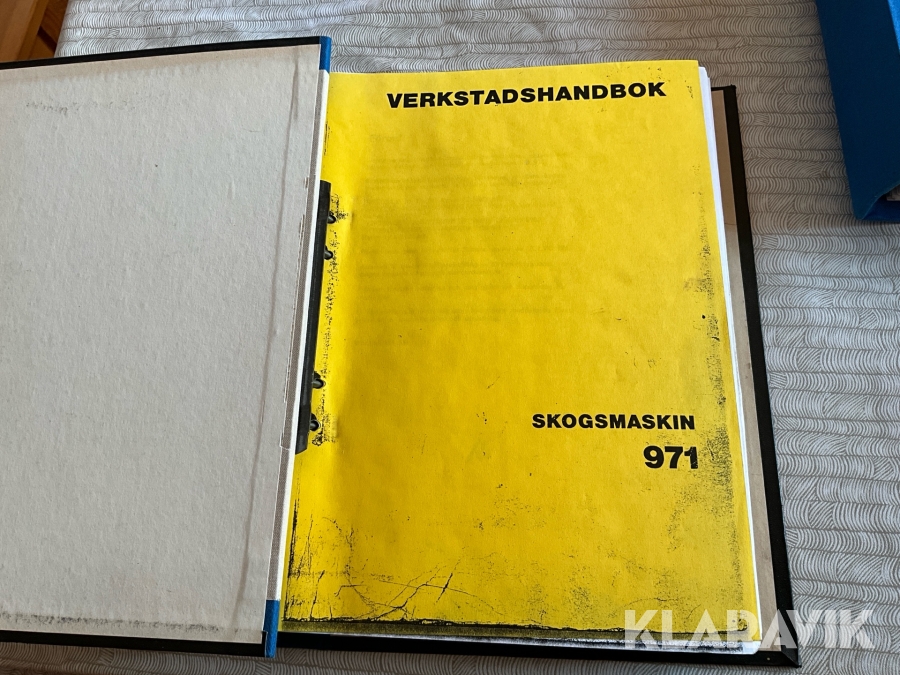 VERKSTADSHANDBOK
SKOGSMASKIN
971
KLARAVIK